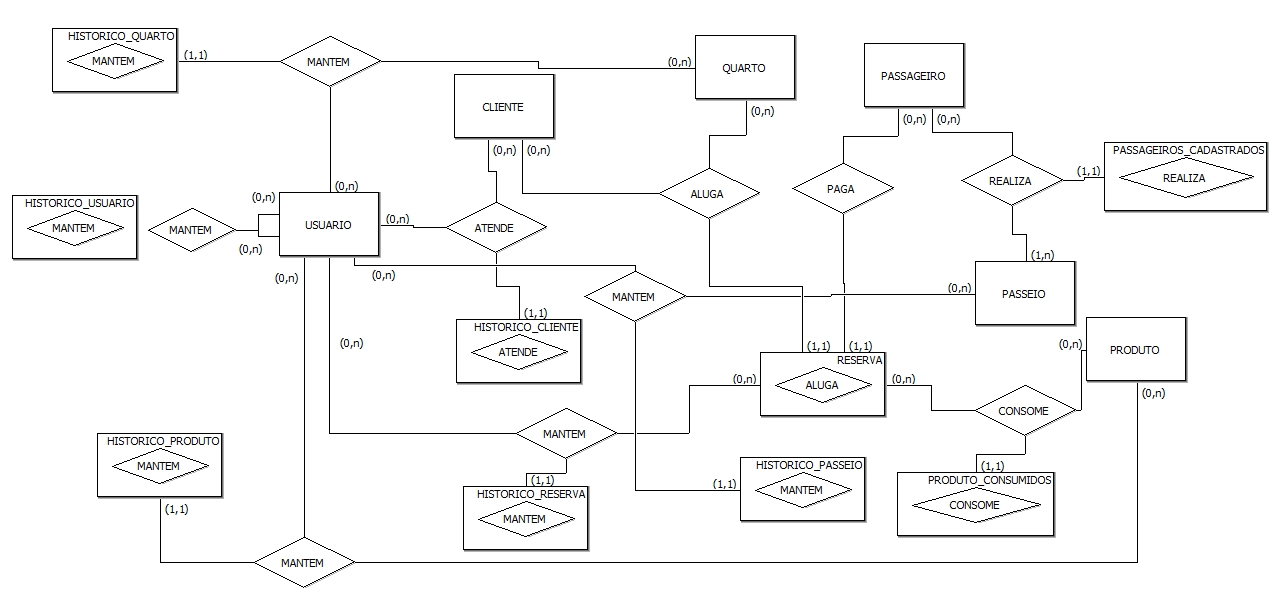 HISTORICO_QUARTO
MANTEM
(1,1)
MANTEM
(0,n)
QUARTO
(0,n)
PASSAGEIRO
(0,n)
(0,n)
CLIENTE
(0,n)
(0,n)
(0,n)
HISTORICO_USUARIO
MANTEM
MANTEM
(0,n)
(0,n)
USUARIO
(0,n)
ATENDE
ALUGA
PAGA
REALIZA
(1,1)
PASSAGEIROS_CADASTRADOS
REALIZA
(0,n)
(0,n)
(0,n)
MANTEM
(0,n)
(1,n)
PASSEIO
(1,1)
HISTORICO_CLIENTE
ATENDE
(1,1)
(1,1)
RESERVA
ALUGA
(0,n)
(0,n)
(0,n)
PRODUTO
(0,n)
CONSOME
MANTEM
HISTORICO_PRODUTO
MANTEM
(1,1)
(1,1)
HISTORICO_RESERVA
MANTEM
(1,1)
HISTORICO_PASSEIO
MANTEM
(1,1)
PRODUTO_CONSUMIDOS
CONSOME
MANTEM